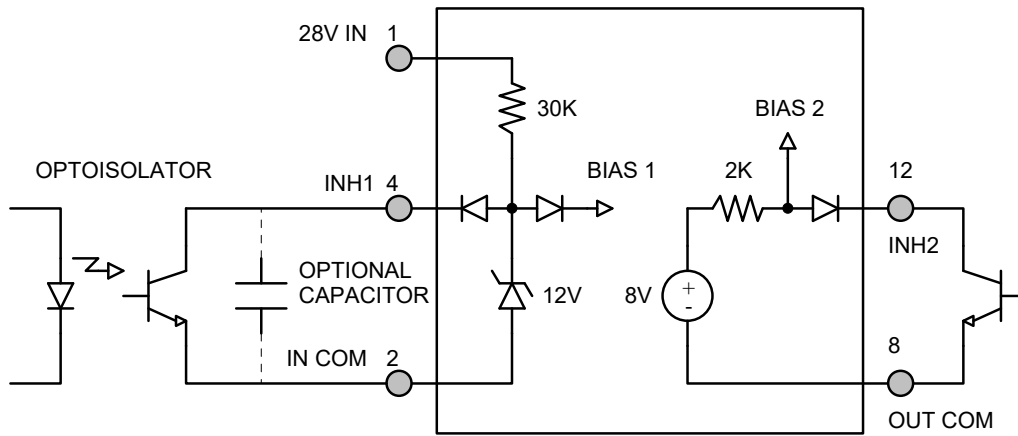 28V IN 1
30K
BIAS 2
OPTOISOLATOR
INH1 4
BIAS 1
2K
12
INH2
OPTIONAL
CAPACITOR
12V
8V
+
-
IN COM 2
8
OUT COM